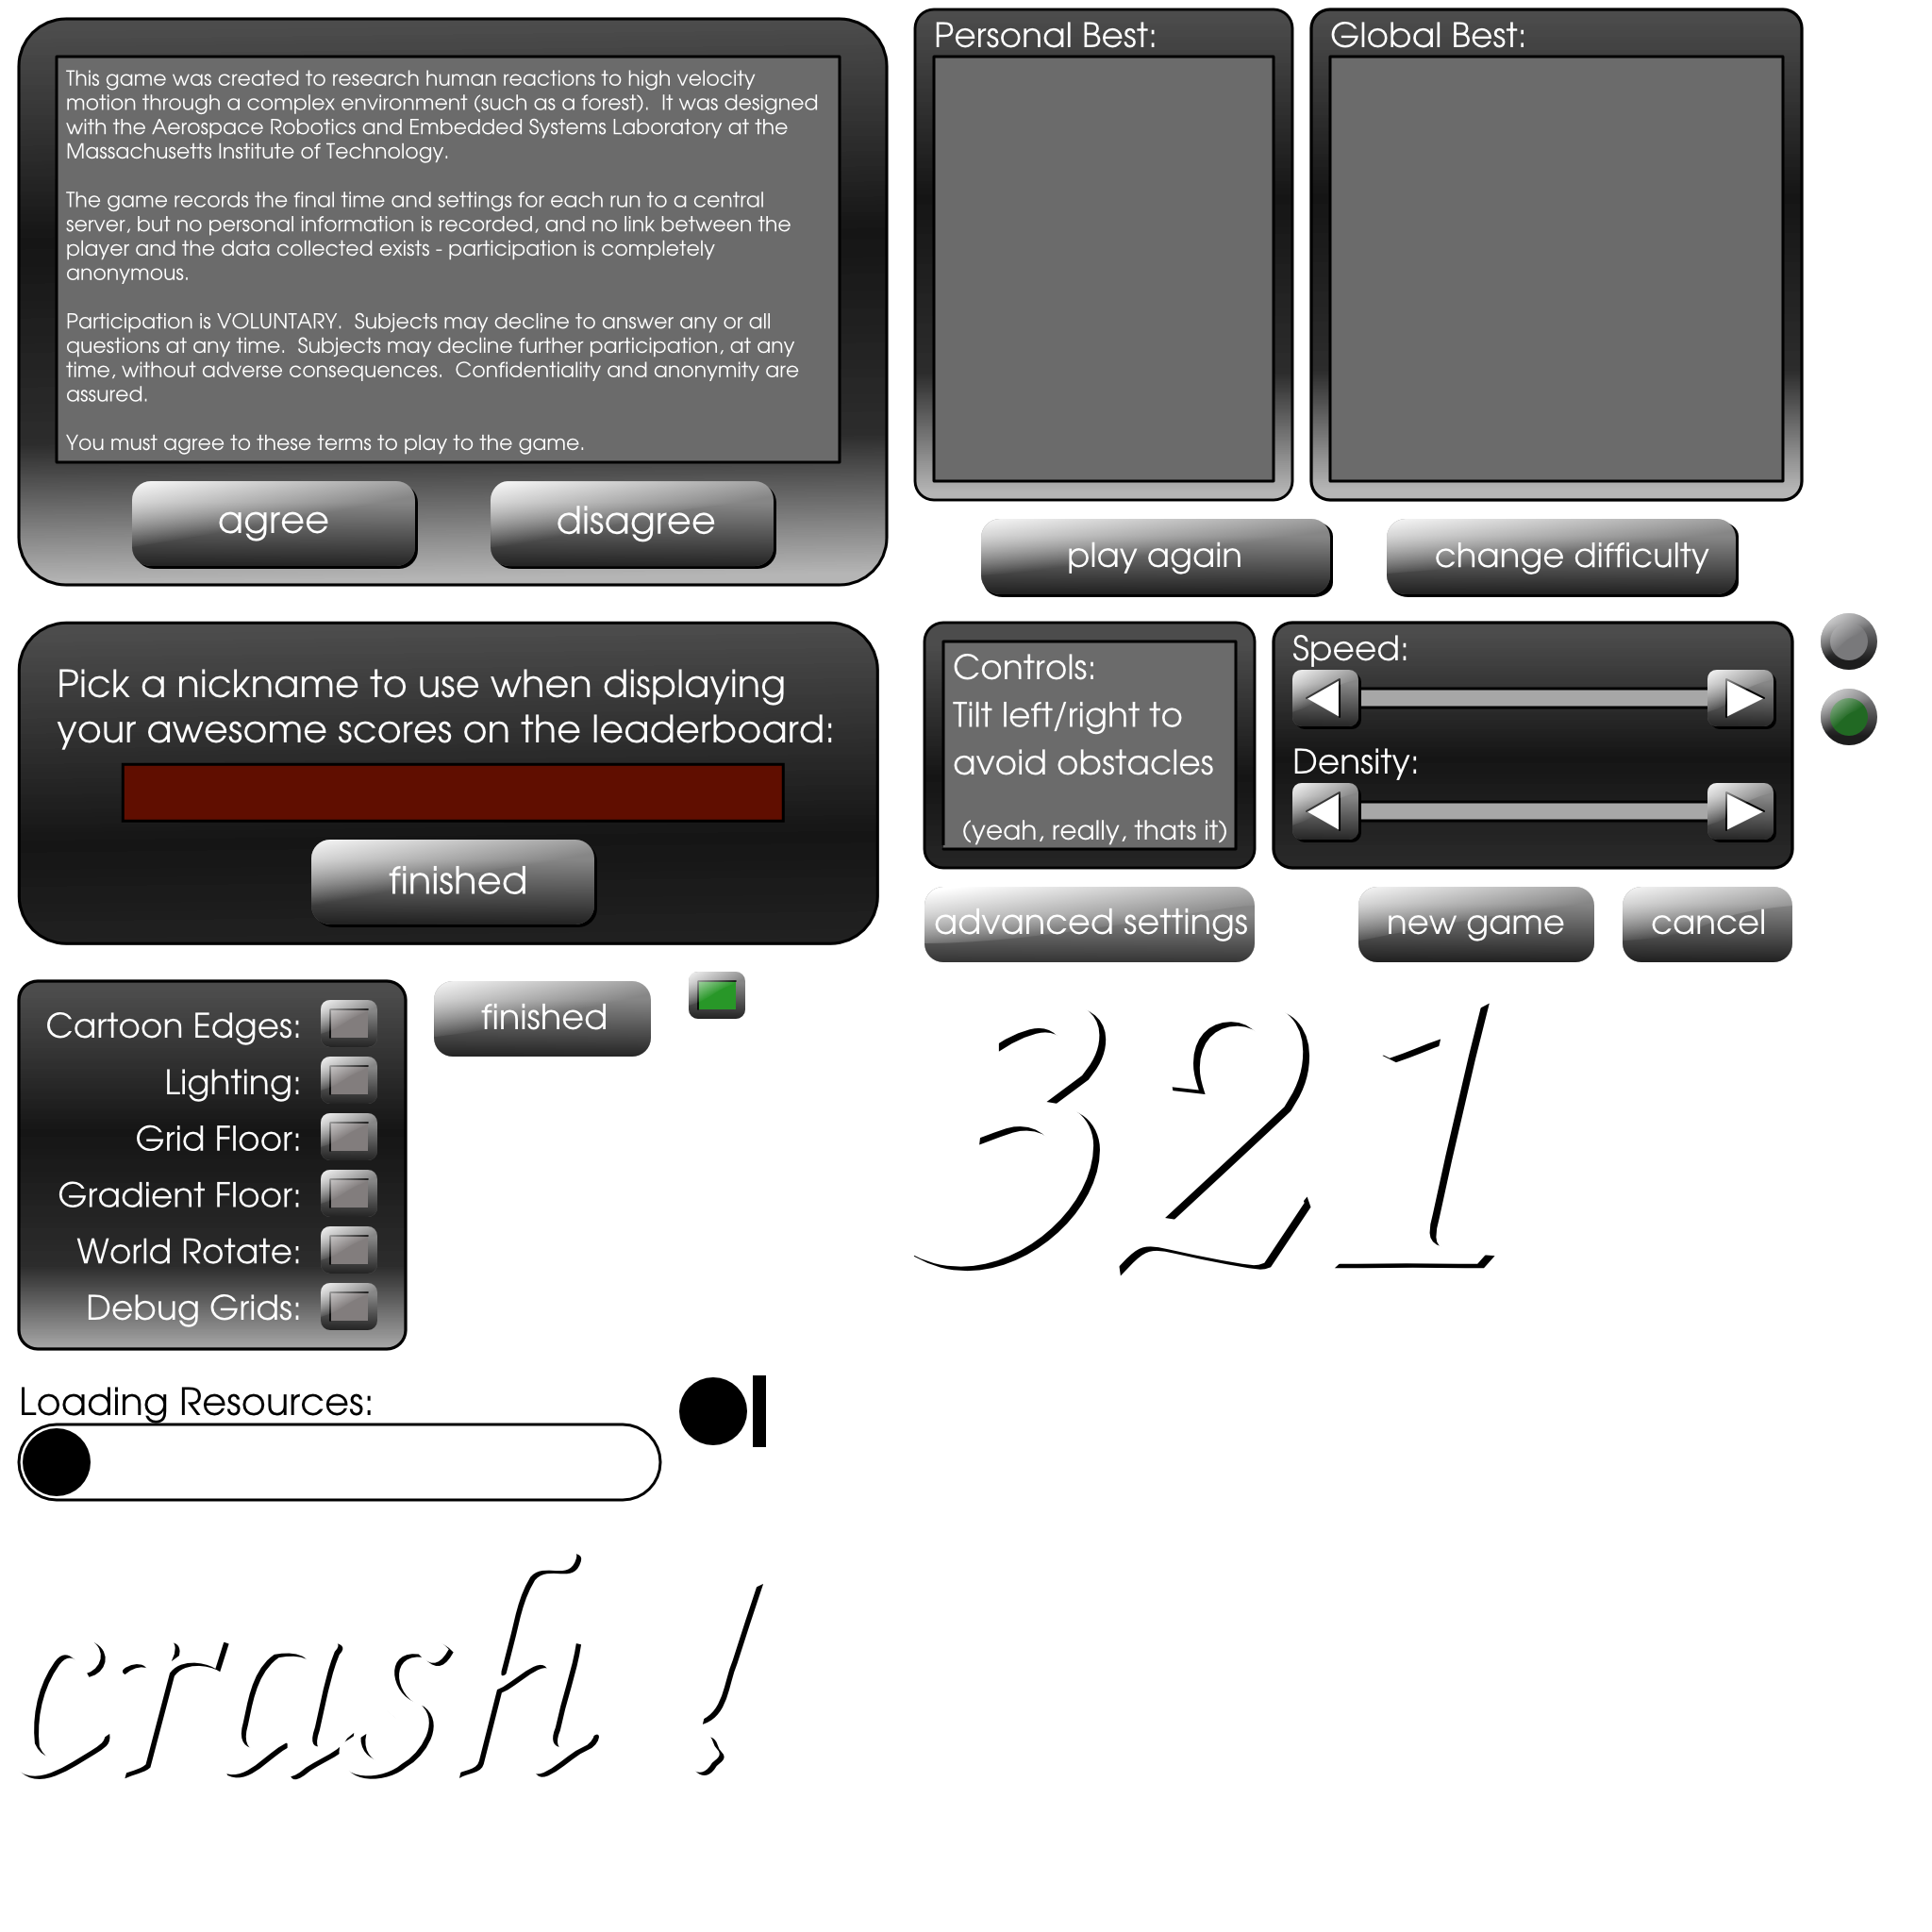 This game was created to research human reactions to high velocity
motion through a complex environment (such as a forest).  It was designed
with the Aerospace Robotics and Embedded Systems Laboratory at the
Massachusetts Institute of Technology.
The game records the final time and settings for each run to a central
server, but no personal information is recorded, and no link between the
player and the data collected exists - participation is completely
anonymous.
Participation is VOLUNTARY.  Subjects may decline to answer any or all
questions at any time.  Subjects may decline further participation, at any
time, without adverse consequences.  Confidentiality and anonymity are
assured.
You must agree to these terms to play to the game.
agree
disagree
Personal Best:
Global Best:
play again
change difficulty
Pick a nickname to use when displaying
your awesome scores on the leaderboard:
finished
Controls:
Tilt left/right to
avoid obstacles
(yeah, really, thats it)
Speed:
Density:
advanced settings
new game
cancel
Cartoon Edges:
Lighting:
Grid Floor:
Gradient Floor:
World Rotate:
Debug Grids:
finished
3 2 1
Loading Resources:
crash !